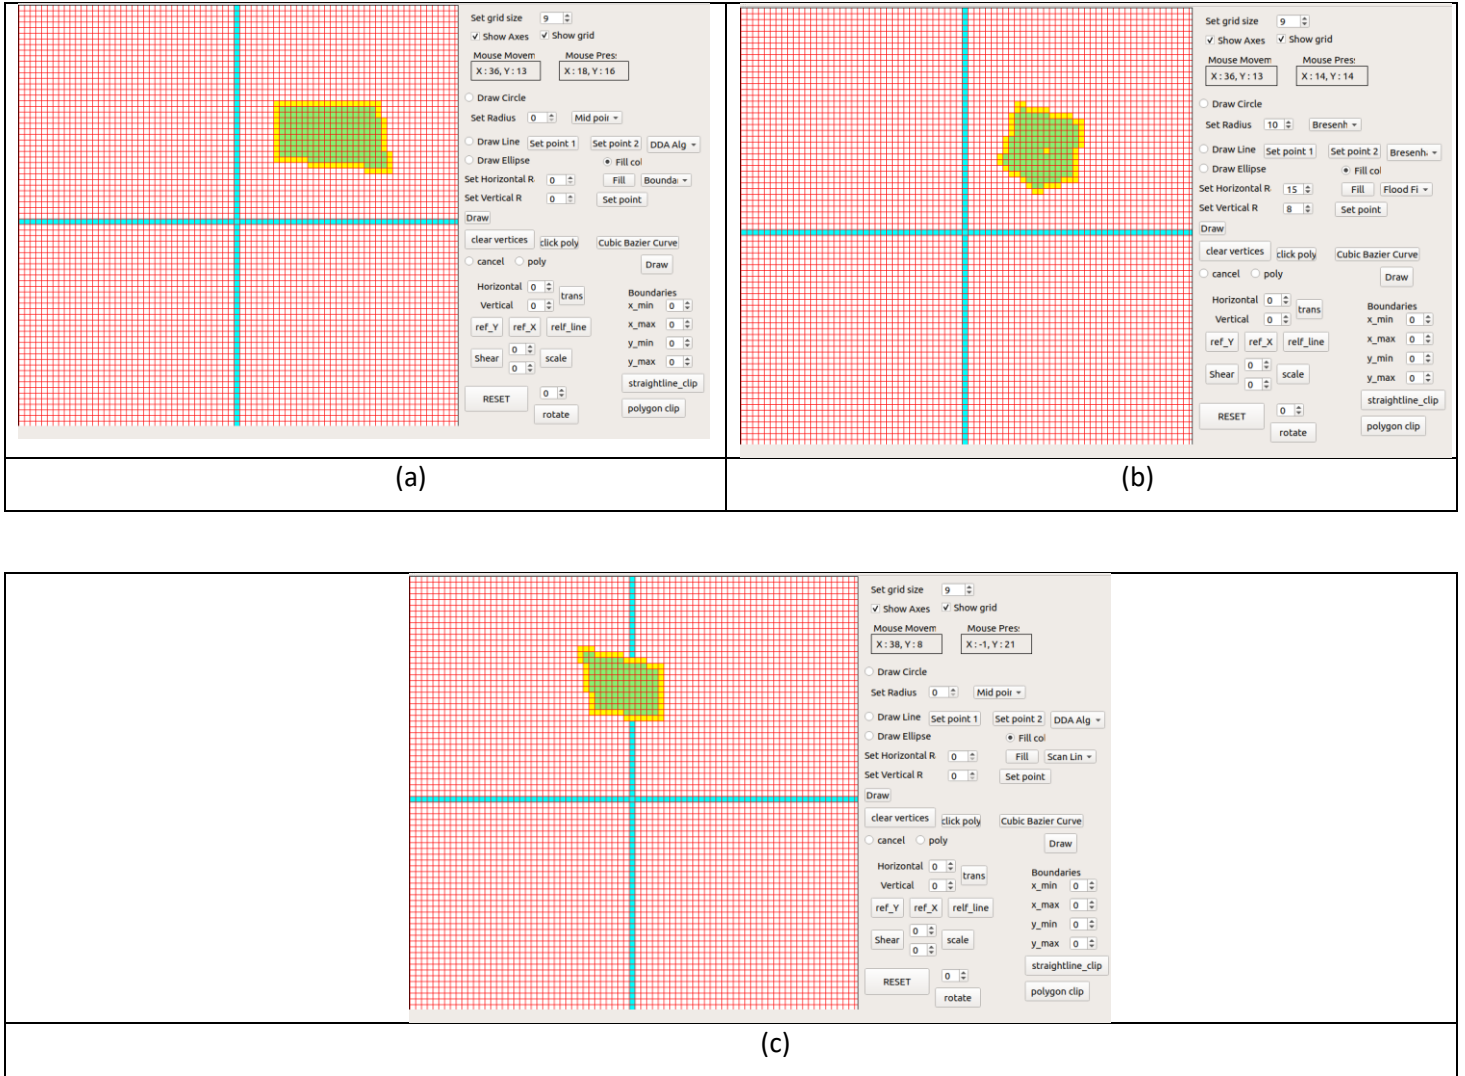 Set grid size 9
Show Axes Show grid
Mouse Movem Mouse Pres:
X : 36, Y : 13 X : 18, Y : 16
Draw Circle
Set Radius 0 Mid poir
Draw Line Set point 1 Set point 2 DDA Alg
Draw Ellipse Fill col
Set Horizontal R 0 Fill Bounda
Set Vertical R 0 Set point
Draw
clear vertices click poly Cubic Bazier Curve
cancel poly Draw
Horizontal 0 trans Boundaries
Vertical 0 x_min 0
ref_Y ref_X relf_line x_max 0
y_min 0
Shear 0 scale y_max 0
0
straightline_clip
RESET 0
rotate polygon clip
(a)
Set grid size 9
Show Axes Show grid
Mouse Movem Mouse Pres:
X : 36, Y : 13 X : 14, Y : 14
Draw Circle
Set Radius 10 Bresenh
Draw Line Set point 1 Set point 2 Bresenh
Draw Ellipse Fill col
Set Horizontal R 15 Fill Flood Fi
Set Vertical R 8 Set point
Draw
clear vertices click poly Cubic Bazier Curve
cancel poly Draw
Horizontal 0 trans Boundaries
Vertical 0 x_min 0
ref_Y ref_X relf_line x_max 0
y_min 0
Shear 0 scale y_max 0
0
straightline_clip
RESET 0
rotate polygon clip
(b)
Set grid size 9
Show Axes Show grid
Mouse Movem Mouse Pres:
X : 38, Y : 8 X : -1, Y : 21
Draw Circle
Set Radius 0 Mid poir
Draw Line Set point 1 Set point 2 DDA Alg
Draw Ellipse Fill col
Set Horizontal R 0 Fill Scan Lin
Set Vertical R 0 Set point
Draw
clear vertices click poly Cubic Bazier Curve
cancel poly Draw
Horizontal 0 trans Boundaries
Vertical 0 x_min 0
ref_Y ref_X relf_line x_max 0
y_min 0
Shear 0 scale y_max 0
0
straightline_clip
RESET 0
rotate polygon clip
(c)